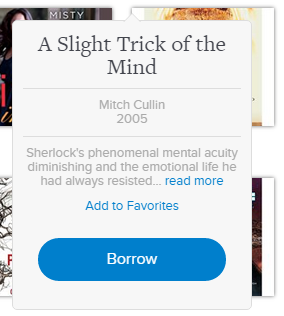 MISTY
A Slight Trick of the
Mind
Mitch Cullin
2005
Sherlock's phenomenal mental acuity
diminishing and the emotional life he
had always resisted... read more
Add to Favorites
Borrow